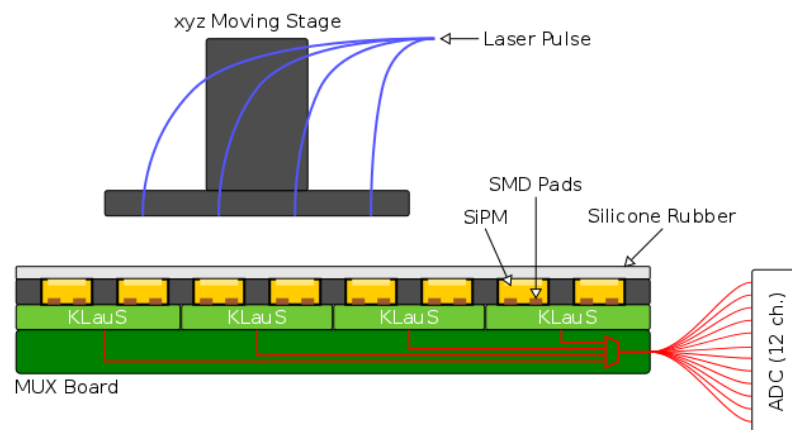 xyz Moving Stage
Laser Pulse
SMD Pads
SiPM
Silicone Rubber
KLauS
KLauS
KLauS
KLauS
MUX Board
ADC (12 ch.)